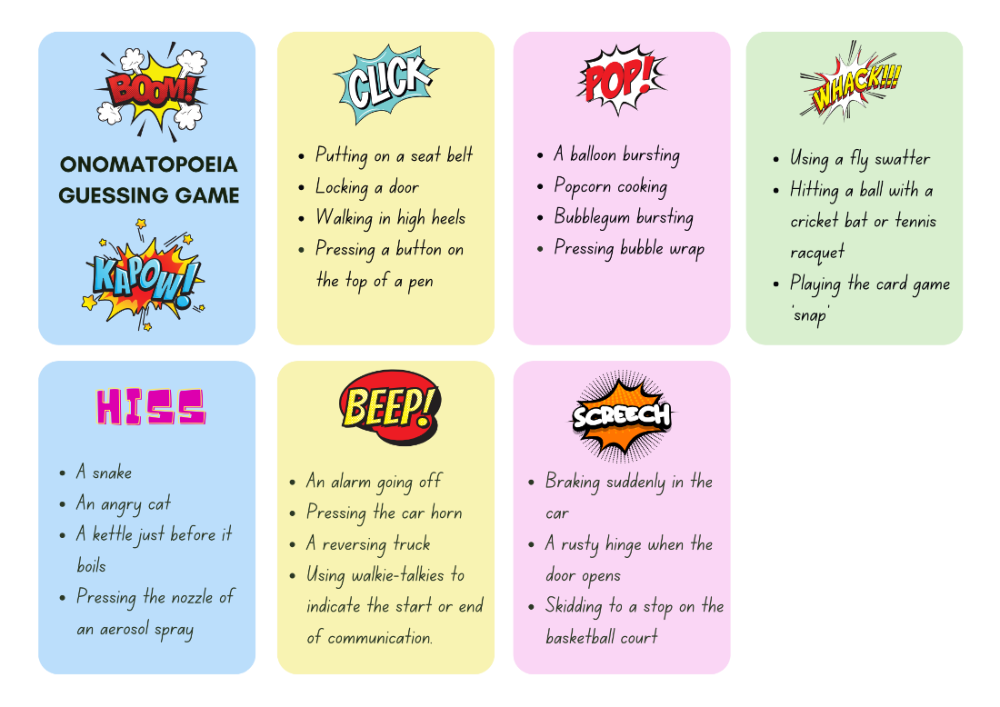 BOOM!
ONOMATOPOEIA
GUESSING GAME
KAPOW!
CLICK
• Putting on a seat belt
• Locking a door
• Walking in high heels
• Pressing a button on
the top of a pen
POP!
• A balloon bursting
• Popcorn cooking
• Bubblegum bursting
• Pressing bubble wrap
WHACK!!!
• Using a fly swatter
• Hitting a ball with a
cricket bat or tennis
racquet
• Playing the card game
'snap'
HISS
• A snake
• An angry cat
• A kettle just before it
boils
• Pressing the nozzle of
an aerosol spray
BEEP!
• An alarm going off
• Pressing the car horn
• A reversing truck
• Using walkie-talkies to
indicate the start or end
of communication.
SCREECH
• Braking suddenly in the
car
• A rusty hinge when the
door opens
• Skidding to a stop on the
basketball court